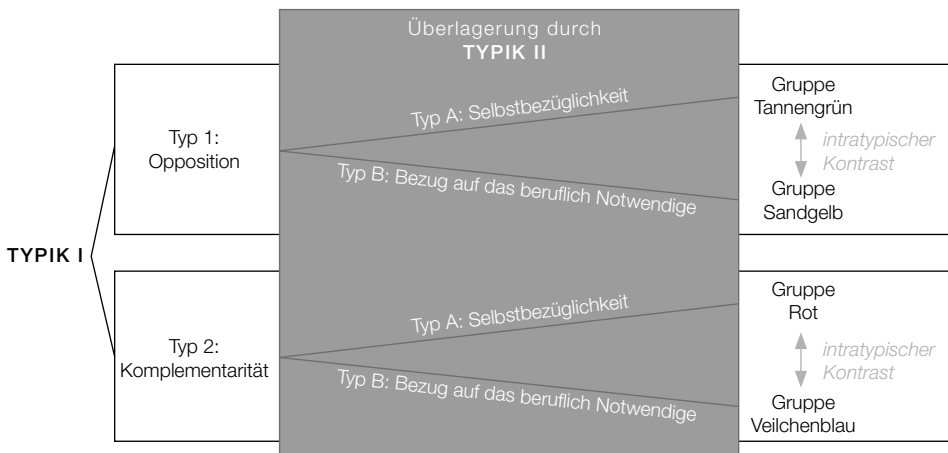 Überlagerung durch
TYPIK II
TYPIK I
Typ 1:
Opposition
Typ A: Selbstbezüglichkeit
Typ B: Bezug auf das beruflich Notwendige
Gruppe
Tannengrün
intratypischer
Kontrast
Gruppe
Sandgelb
Typ 2:
Komplementarität
Typ A: Selbstbezüglichkeit
Typ B: Bezug auf das beruflich Notwendige
Gruppe
Rot
intratypischer
Kontrast
Gruppe
Veilchenblau